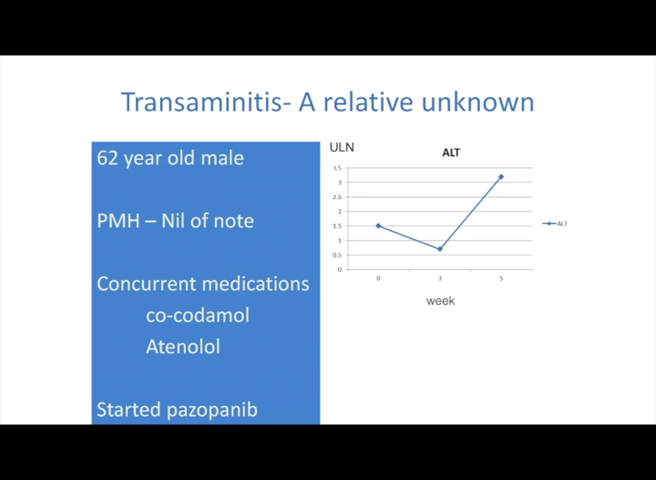 Transaminitis- A relative unknown
62 year old male
PMH – Nil of note
Concurrent medications
co-codamol
Atenolol
Started pazopanib
ULN
ALT
3.5
3
2.5
2
1.5
1
0.5
0
0 3 5
week
ALT